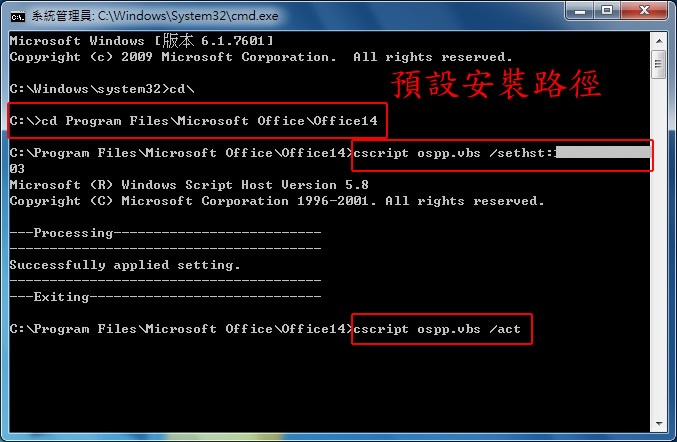 系統管理員: C:\Windows\System32\cmd.exe
Microsoft Windows [版本 6.1.7601]
Copyright (c) 2009 Microsoft Corporation.  All rights reserved.
C:\Windows\system32>cd\
預設安裝路徑
C:\>cd Program Files\Microsoft Office\Office14
C:\Program Files\Microsoft Office\Office14>cscript ospp.vbs /sethst:
03
Microsoft (R) Windows Script Host Version 5.8
Copyright (C) Microsoft Corporation 1996-2001. All rights reserved.
---Processing--------------------------
---------------------------------------
Successfully applied setting.
---------------------------------------
---Exiting-----------------------------
C:\Program Files\Microsoft Office\Office14>cscript ospp.vbs /act